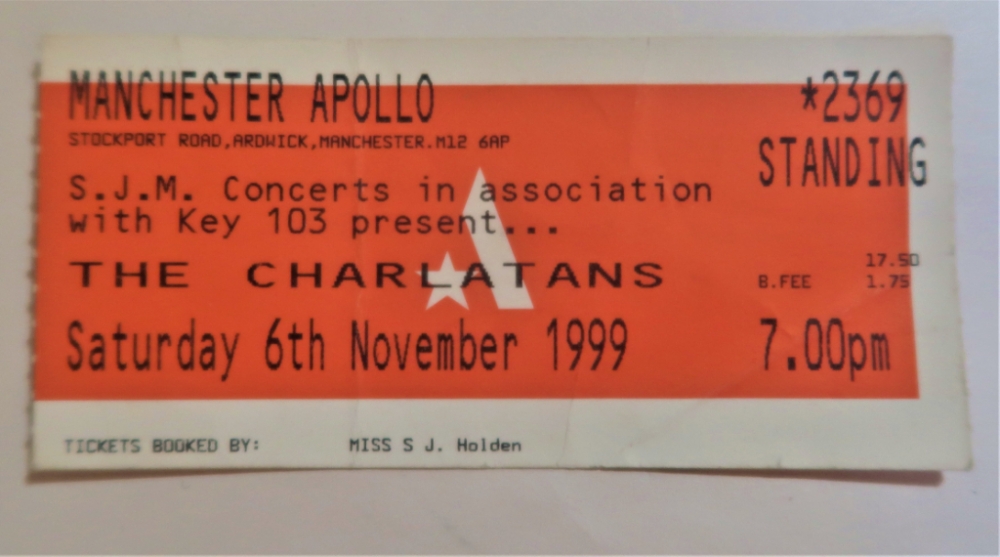 MANCHESTER APOLLO *2369
STOCKPORT ROAD,ARDWICK,MANCHESTER.M12 6AP
STANDING
S.J.M. Concerts in association
with Key 103 present...
THE CHARLATANS
17.50
B.FEE 1.75
Saturday 6th November 1999 7.00pm
TICKETS BOOKED BY: MISS S J. Holden